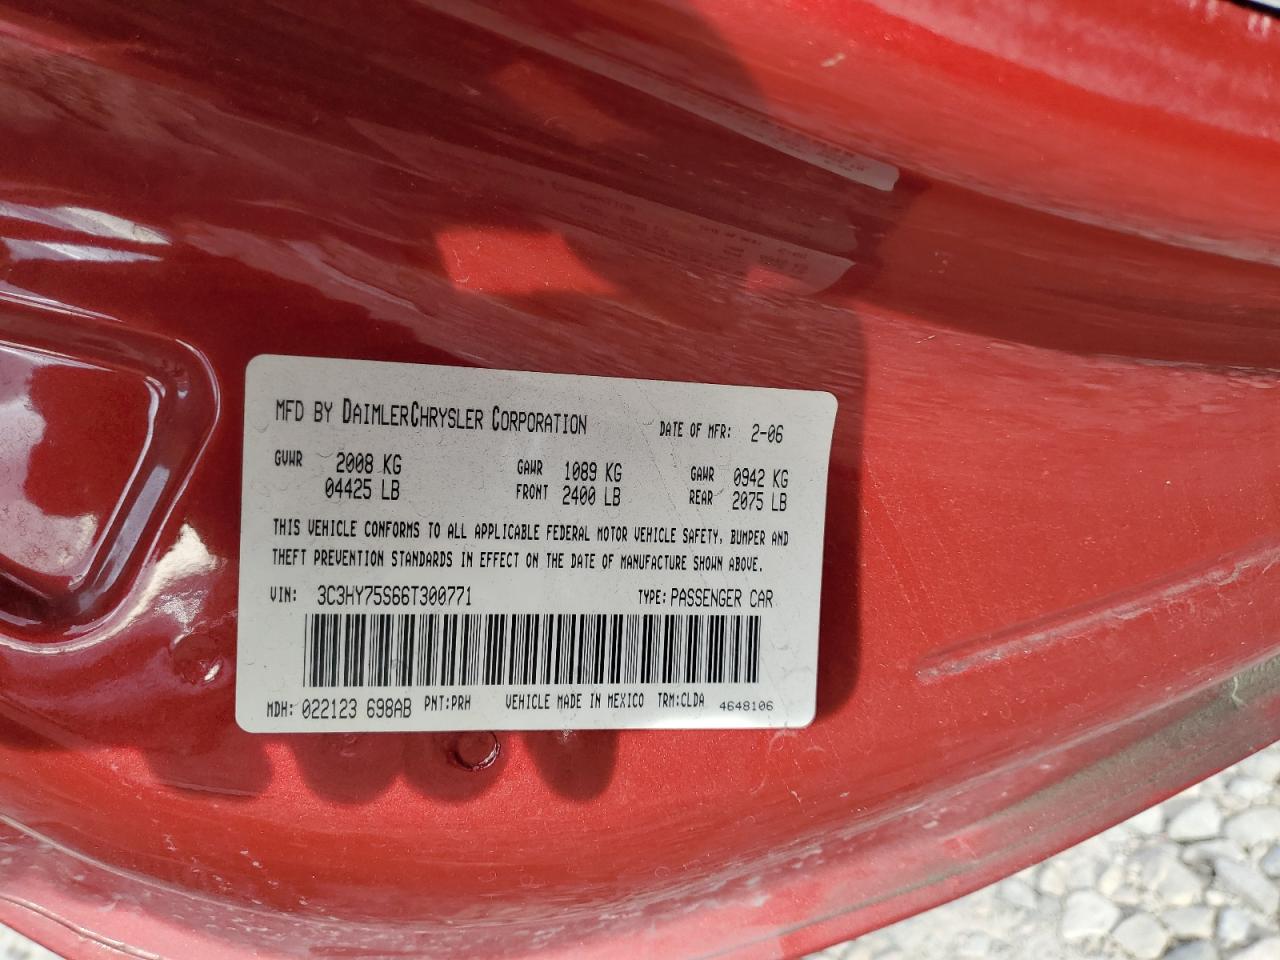 MFD BY DAIMLERCHRYSLER CORPORATION DATE OF MFR: 2-06
GVWR 2008 KG GAWR 1089 KG GAWR 0942 KG
04425 LB FRONT 2400 LB REAR 2075 LB
THIS VEHICLE CONFORMS TO ALL APPLICABLE FEDERAL MOTOR VEHICLE SAFETY, BUMPER AND
THEFT PREVENTION STANDARDS IN EFFECT ON THE DATE OF MANUFACTURE SHOWN ABOVE.
VIN: 3C3HY75S66T300771 TYPE: PASSENGER CAR
MDH: 022123 698AB PNT:PRH VEHICLE MADE IN MEXICO TRM:CLDA 4648106